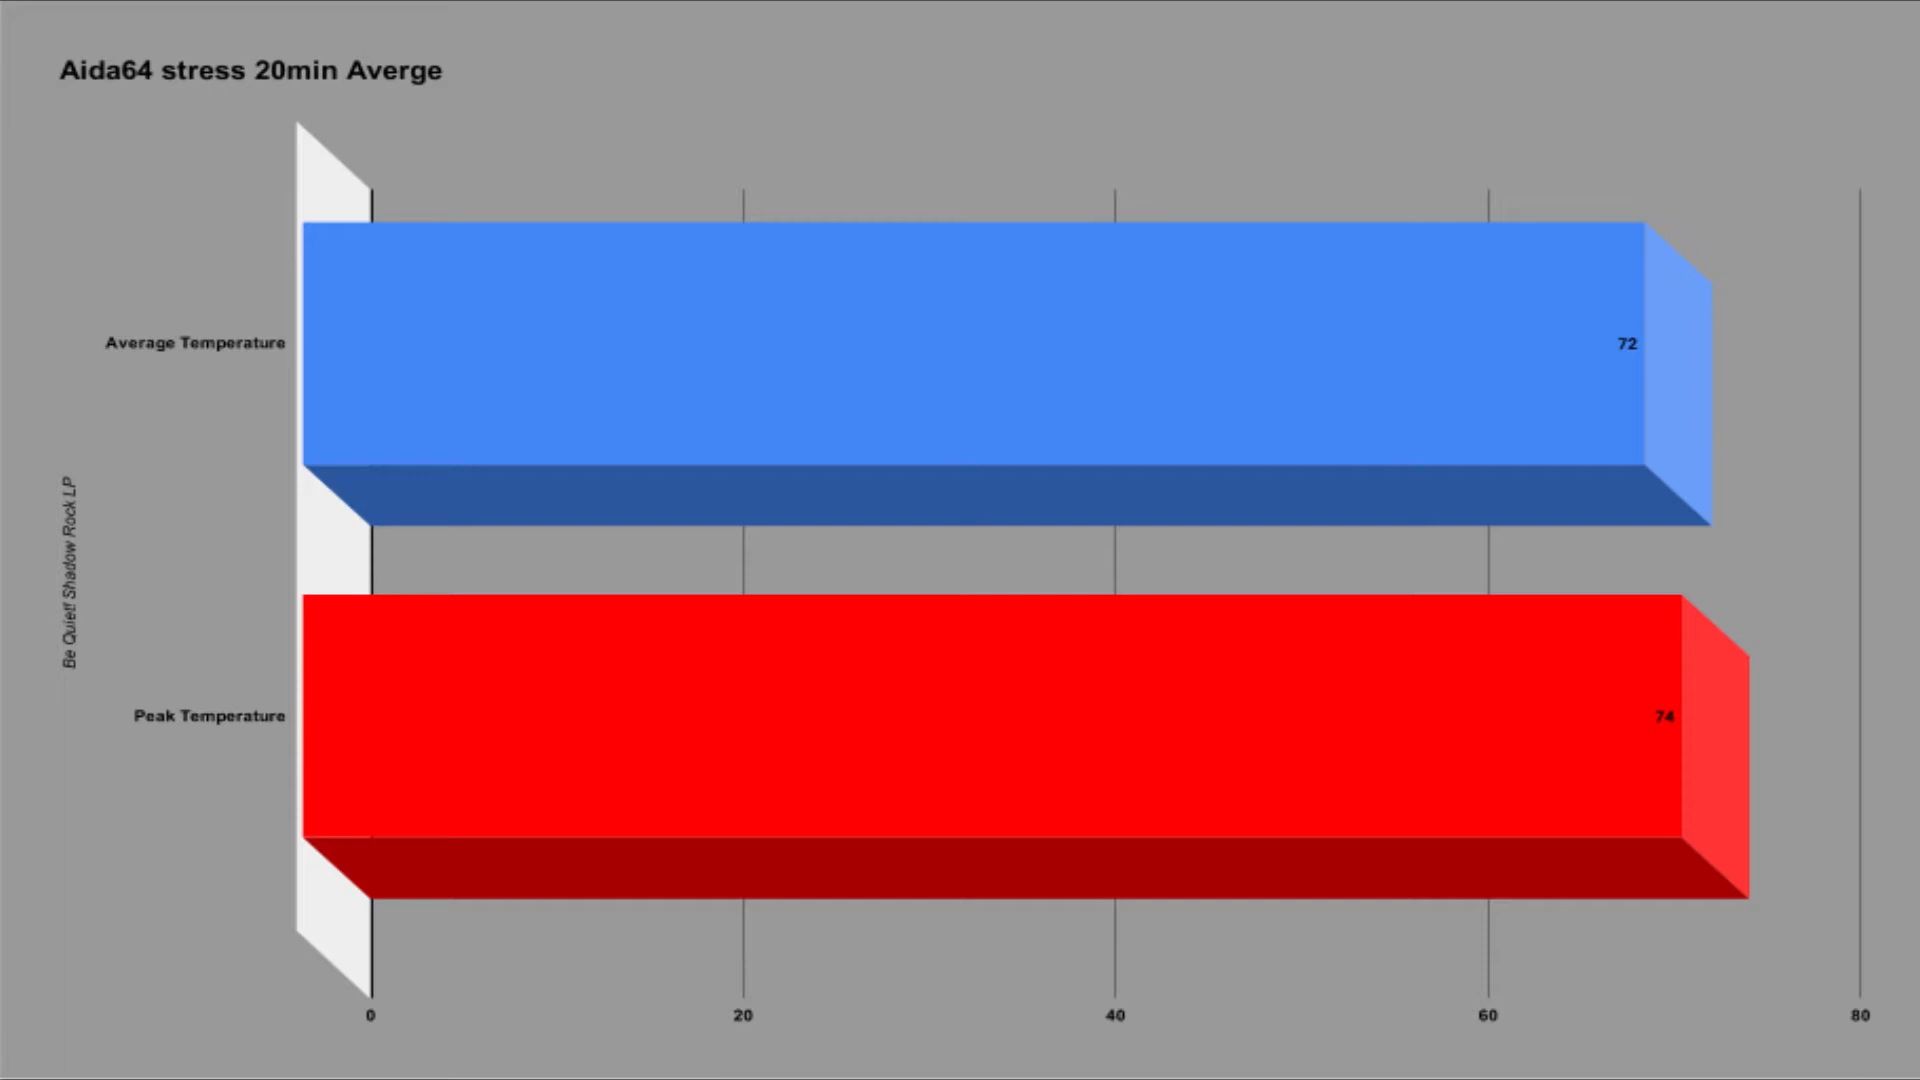 Aida64 stress 20min Averge
Average Temperature
72
Be Quiet! Shadow Rock LP
Peak Temperature
74
0 20 40 60 80